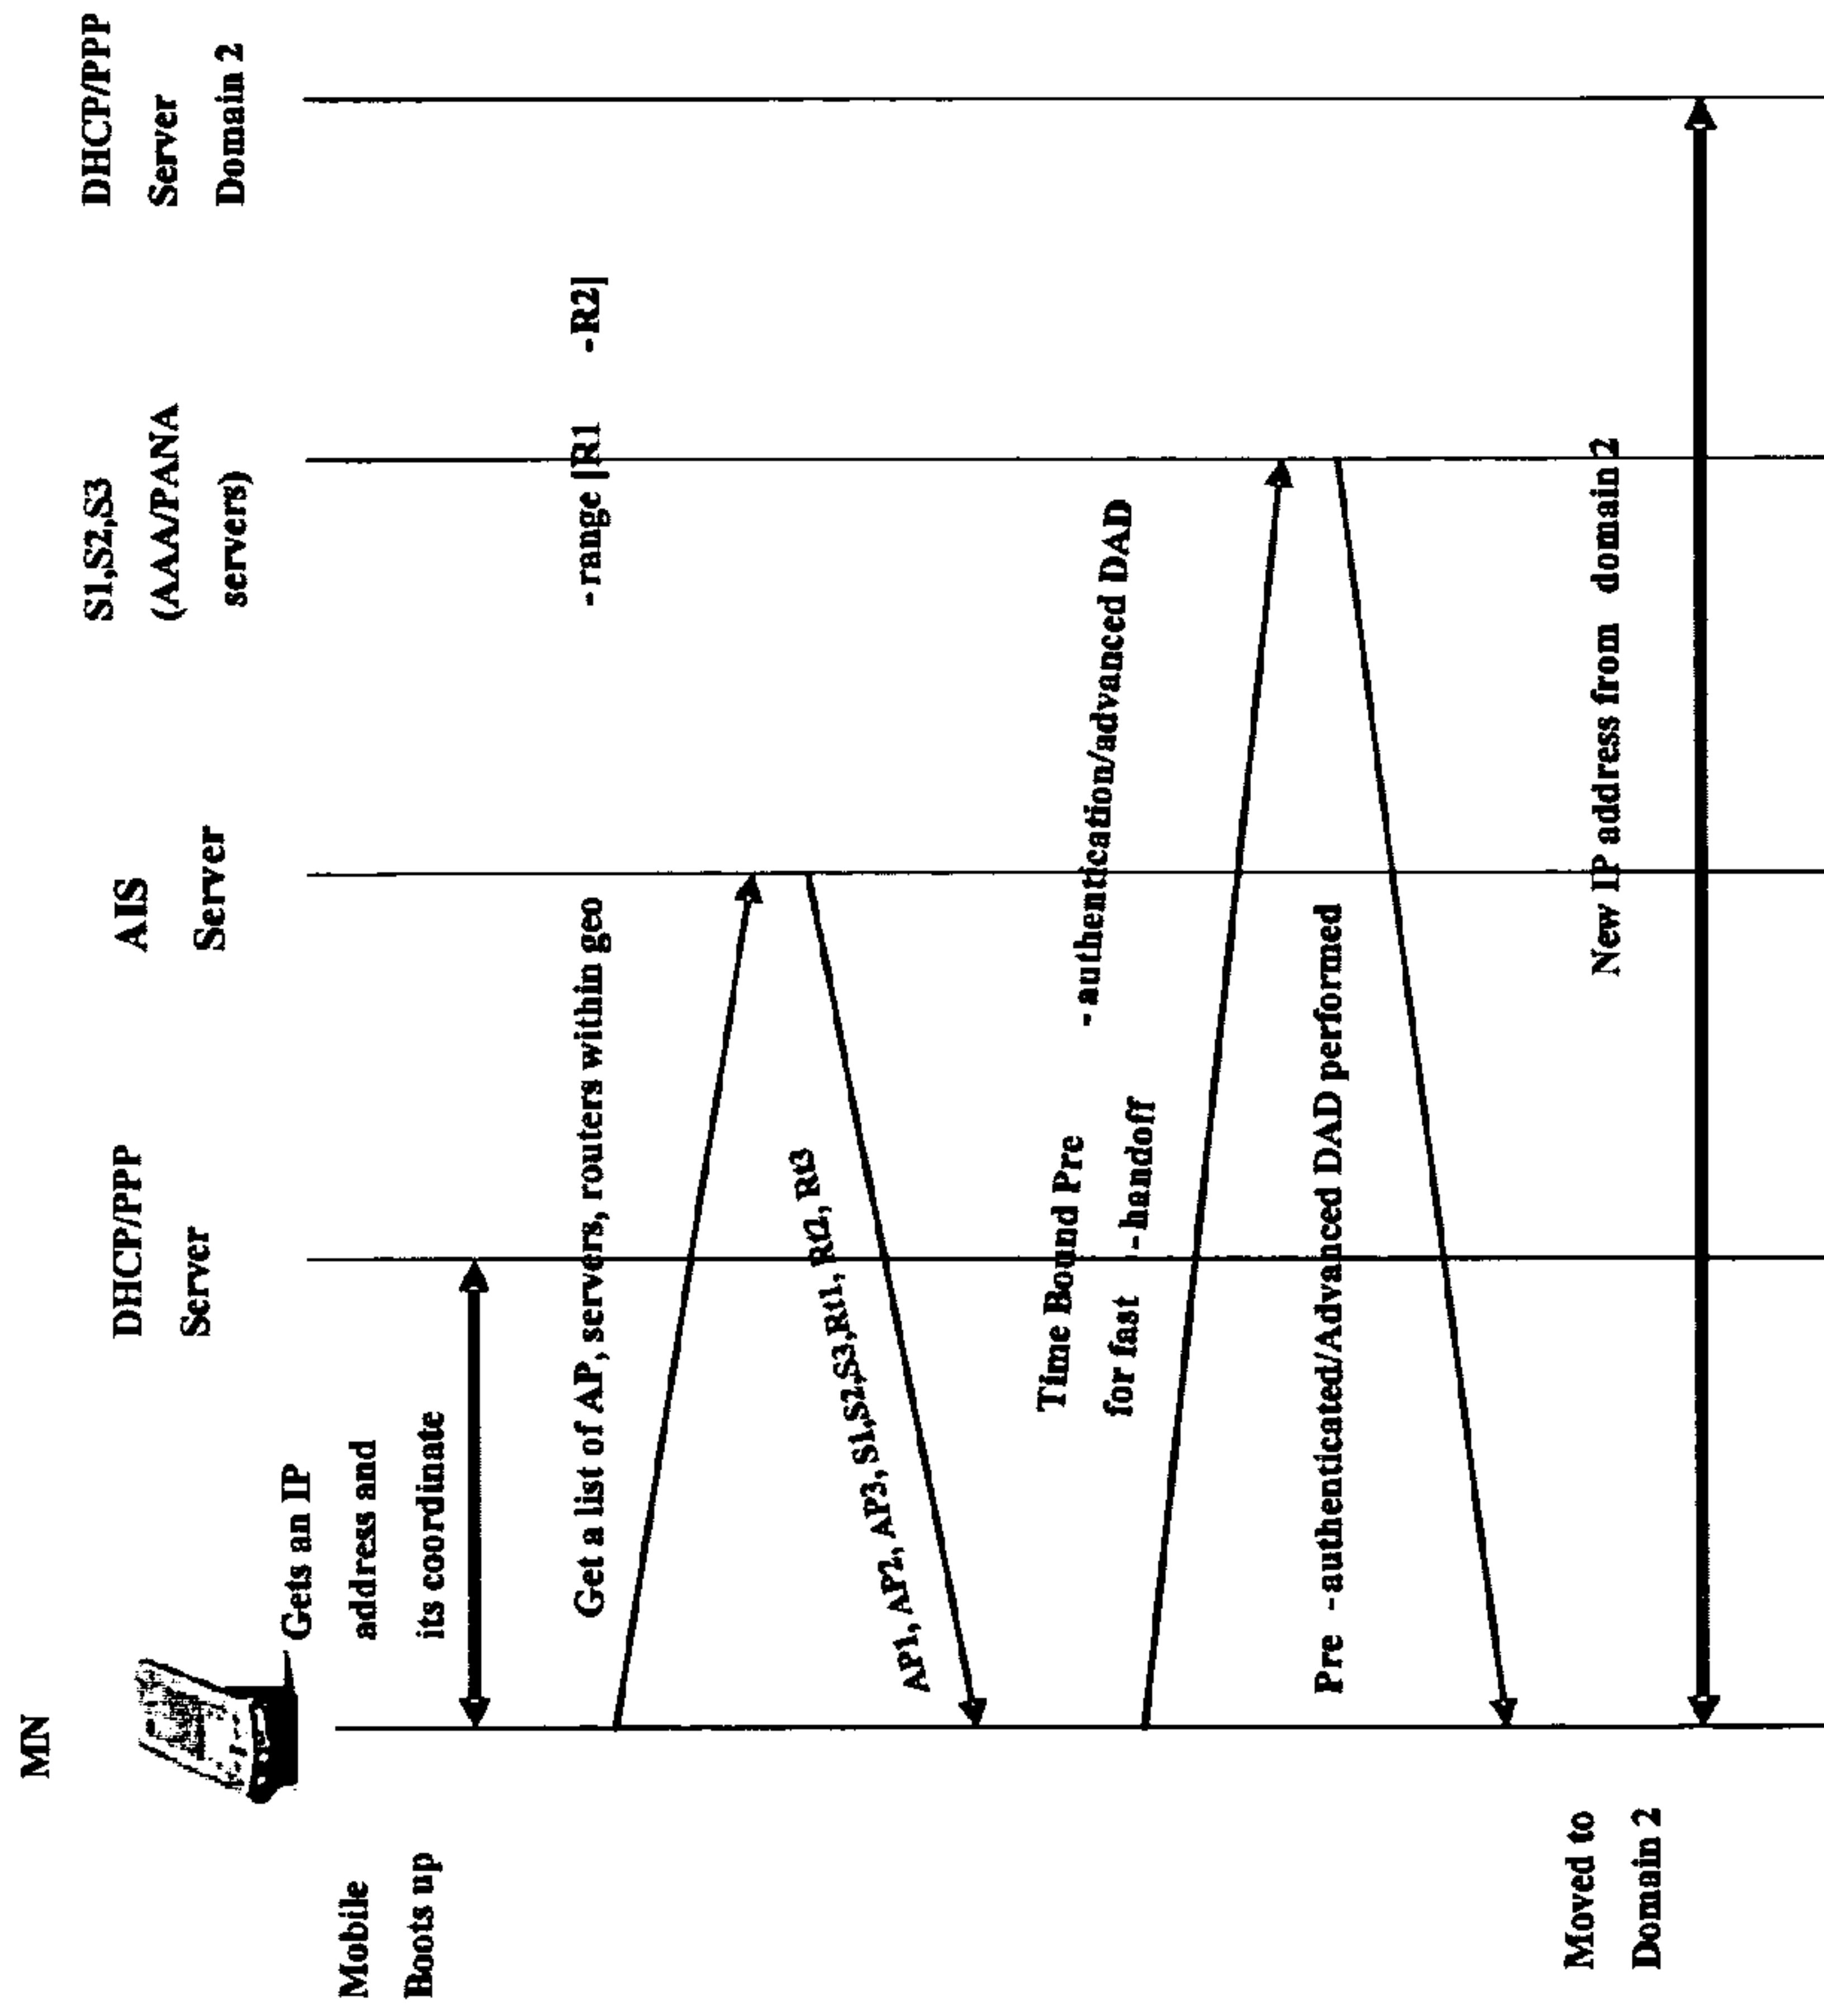 MN
DHCP/PPP
Server
AIS
Server
S1,S2,S3
(AAA/PANA
servers)
DHCP/PPP
Server
Domain 2
Mobile
Boots up
Gets an IP
address and
its coordinate
Get a list of AP, servers, routers within geo - range [R1 - R2]
AP1, AP2, AP3, S1,S2,S3,Rt1, Rt2, Rt3
Time Bound Pre - authentication/advanced DAD
for fast - handoff
Pre - authenticated/Advanced DAD performed
Moved to
Domain 2
New IP address from domain 2